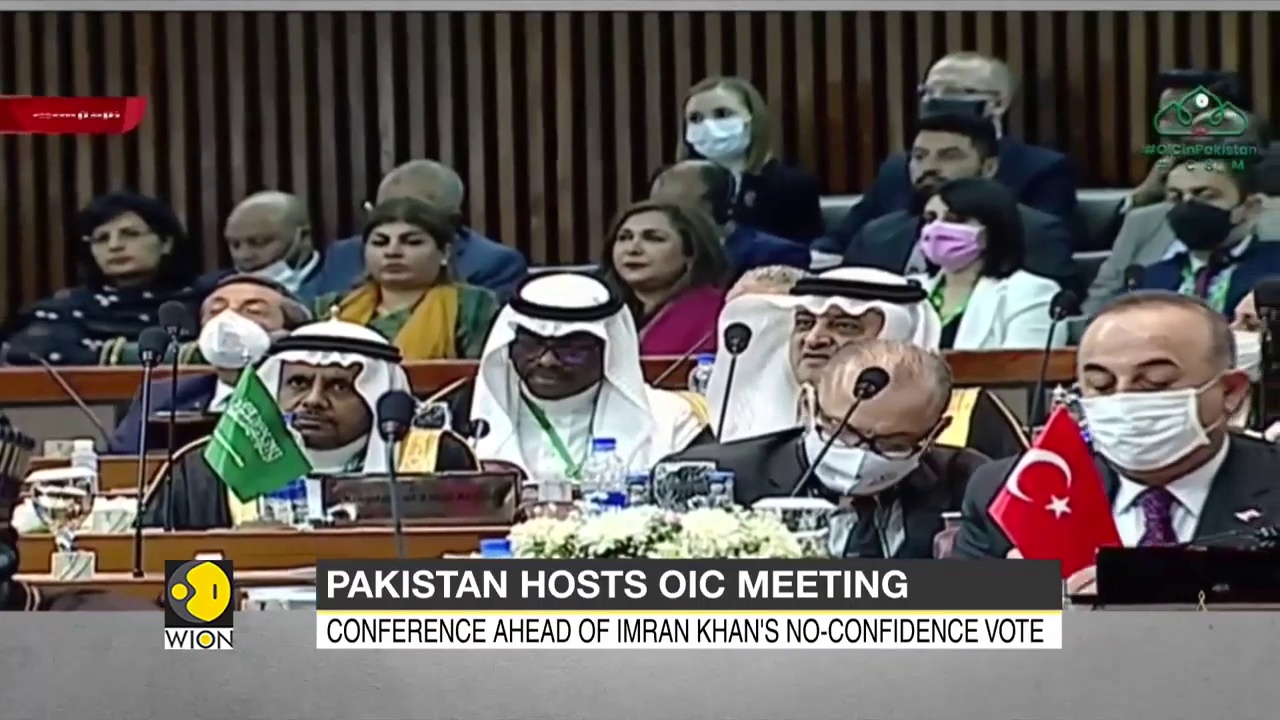 #OICinPakistan
PAKISTAN HOSTS OIC MEETING
CONFERENCE AHEAD OF IMRAN KHAN'S NO-CONFIDENCE VOTE
WION